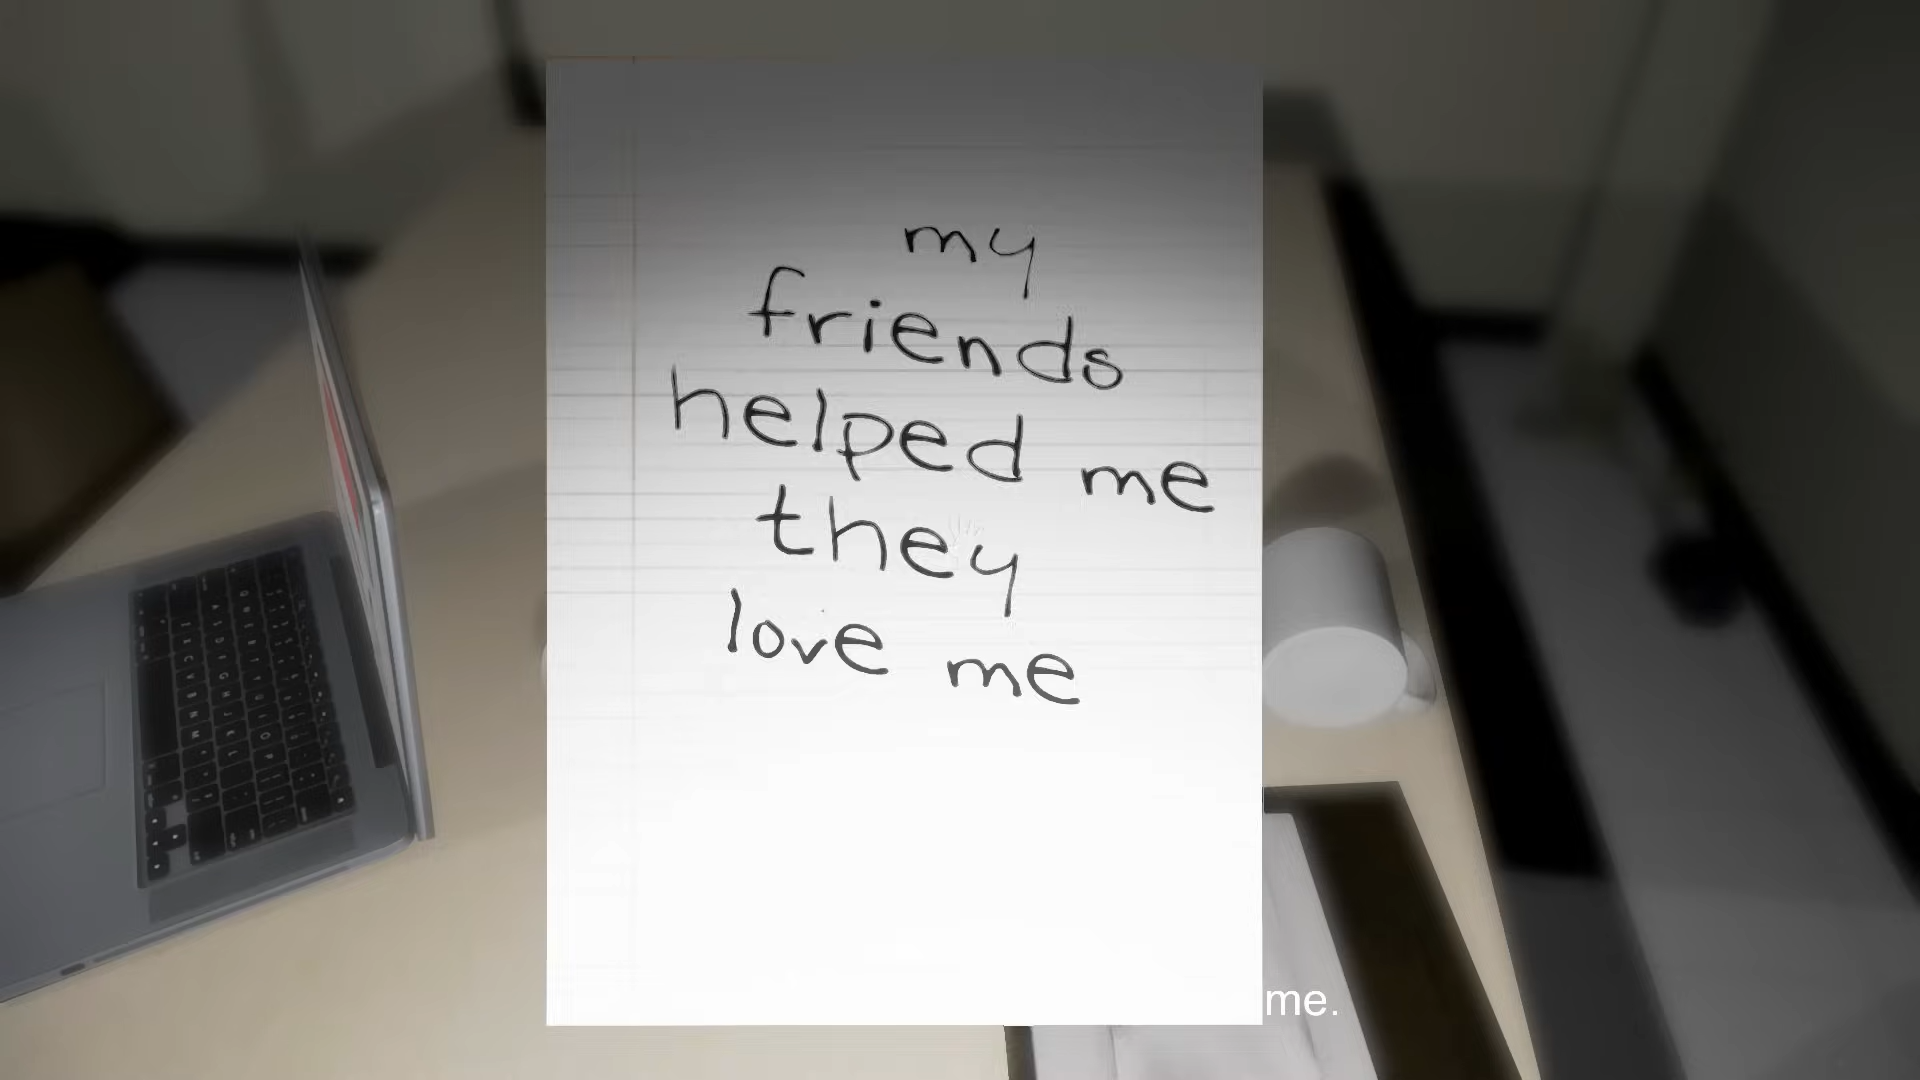 my
friends
helped me
they
love me
me.